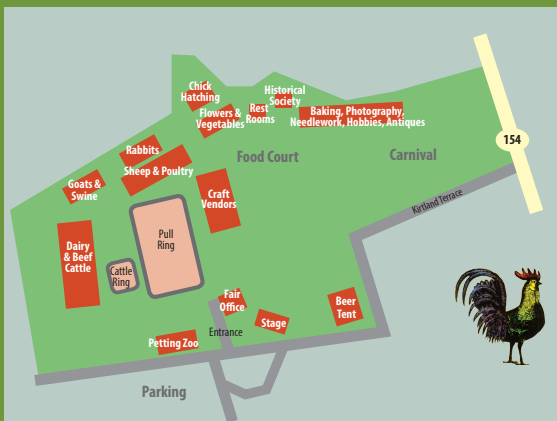 Chick
Hatching
Historical
Society
Flowers &
Vegetables
Rest
Rooms
Baking, Photography,
Needlework, Hobbies, Antiques
154
Rabbits
Food Court
Carnival
Sheep & Poultry
Goats &
Swine
Craft
Vendors
Kirtland Terrace
Pull
Ring
Dairy
& Beef
Cattle
Cattle
Ring
Fair
Office
Beer
Tent
Stage
Entrance
Petting Zoo
Parking